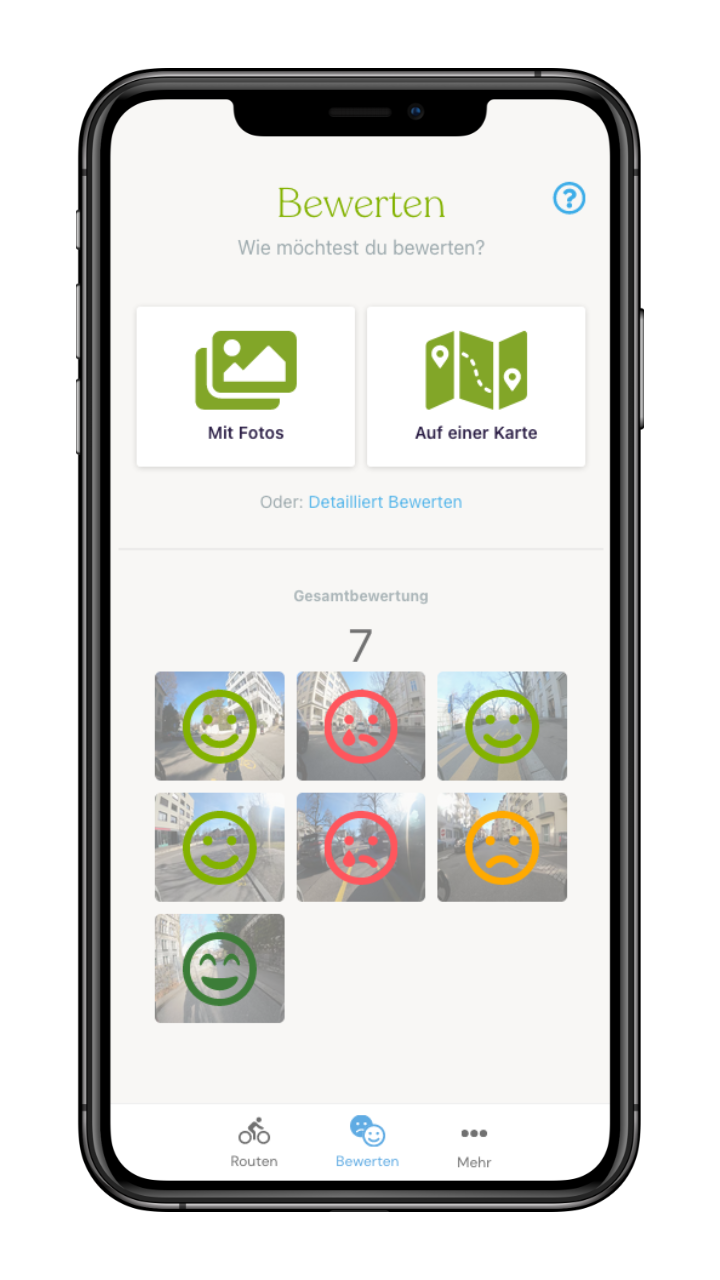 Bewerten
Wie möchtest du bewerten?
Mit Fotos
Auf einer Karte
Oder: Detailliert Bewerten
Gesamtbewertung
7
Routen
Bewerten
Mehr